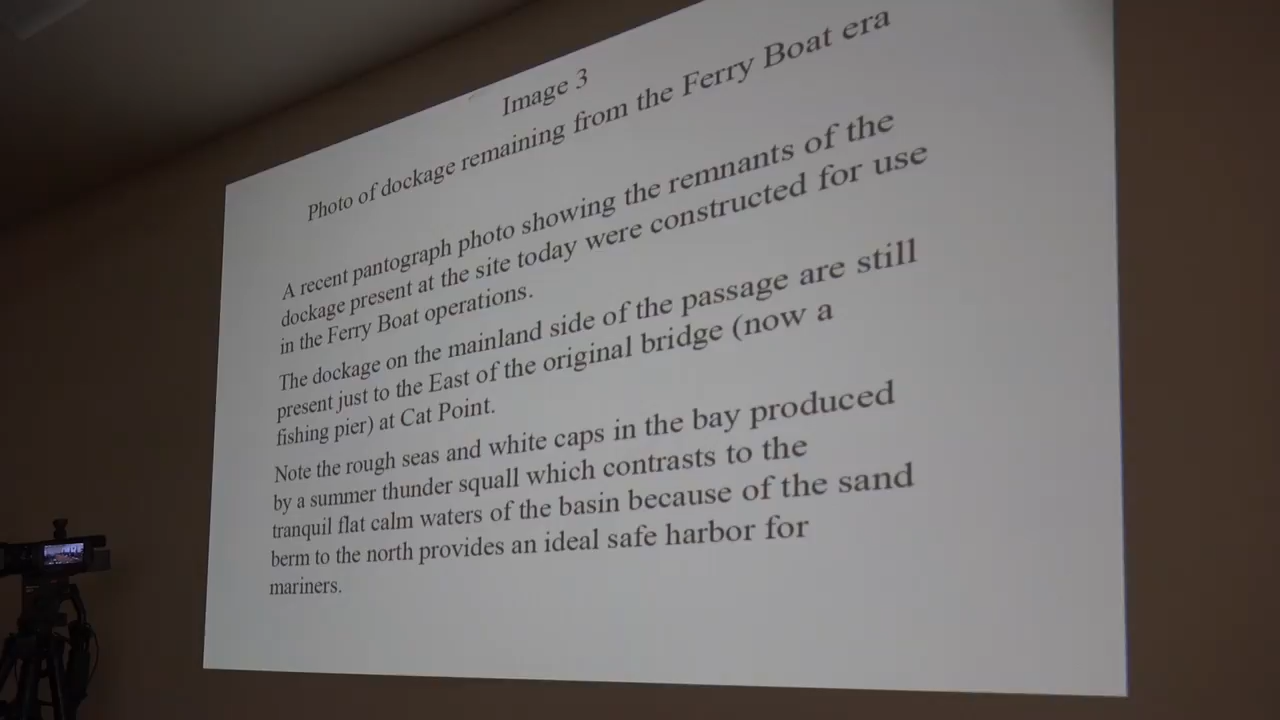 Image 3
Photo of dockage remaining from the Ferry Boat era
A recent pantograph photo showing the remnants of the
dockage present at the site today were constructed for use
in the Ferry Boat operations.
The dockage on the mainland side of the passage are still
present just to the East of the original bridge (now a
fishing pier) at Cat Point.
Note the rough seas and white caps in the bay produced
by a summer thunder squall which contrasts to the
tranquil flat calm waters of the basin because of the sand
berm to the north provides an ideal safe harbor for
mariners.